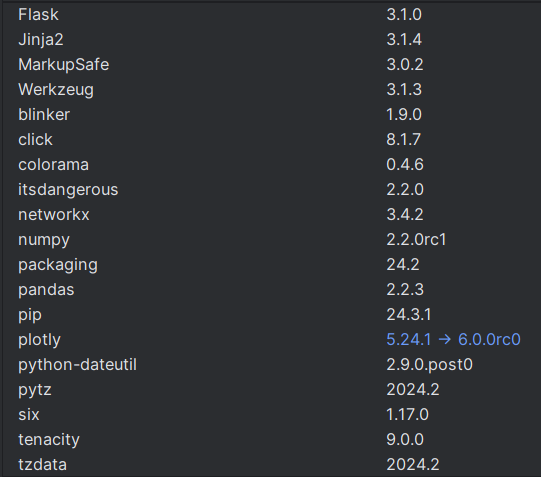 Flask 3.1.0
Jinja2 3.1.4
MarkupSafe 3.0.2
Werkzeug 3.1.3
blinker 1.9.0
click 8.1.7
colorama 0.4.6
itsdangerous 2.2.0
networkx 3.4.2
numpy 2.2.0rc1
packaging 24.2
pandas 2.2.3
pip 24.3.1
plotly 5.24.1 → 6.0.0rc0
python-dateutil 2.9.0.post0
pytz 2024.2
six 1.17.0
tenacity 9.0.0
tzdata 2024.2